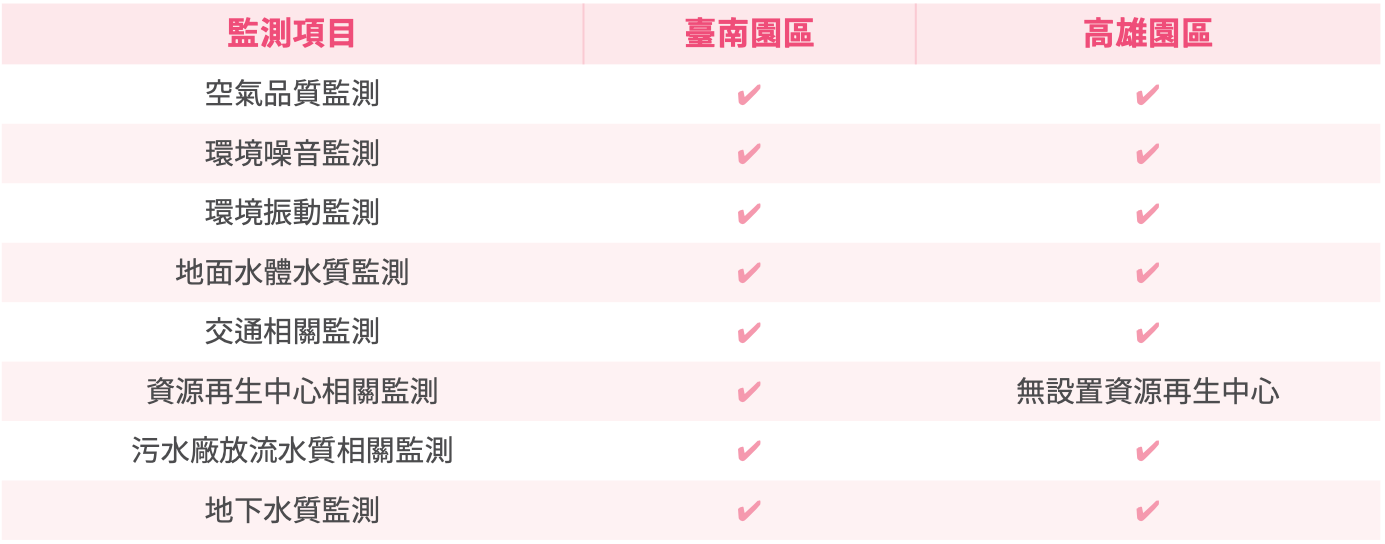 監測項目 臺南園區 高雄園區
空氣品質監測 ✔ ✔
環境噪音監測 ✔ ✔
環境振動監測 ✔ ✔
地面水體水質監測 ✔ ✔
交通相關監測 ✔ ✔
資源再生中心相關監測 ✔ 無設置資源再生中心
污水廠放流水質相關監測 ✔ ✔
地下水質監測 ✔ ✔